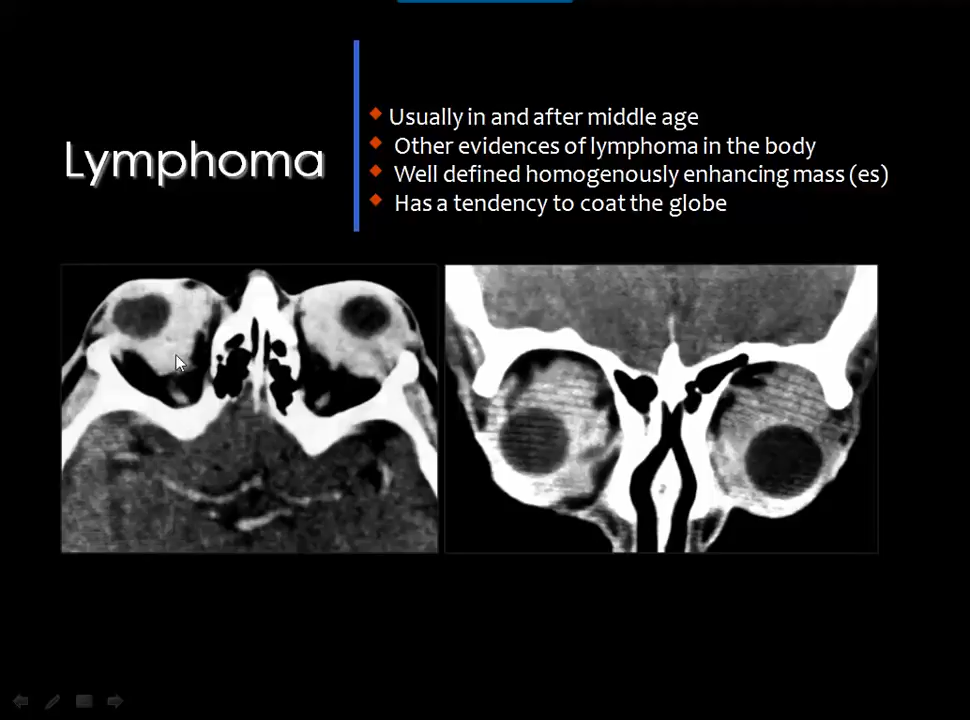 Lymphoma
Usually in and after middle age
Other evidences of lymphoma in the body
Well defined homogenously enhancing mass (es)
Has a tendency to coat the globe